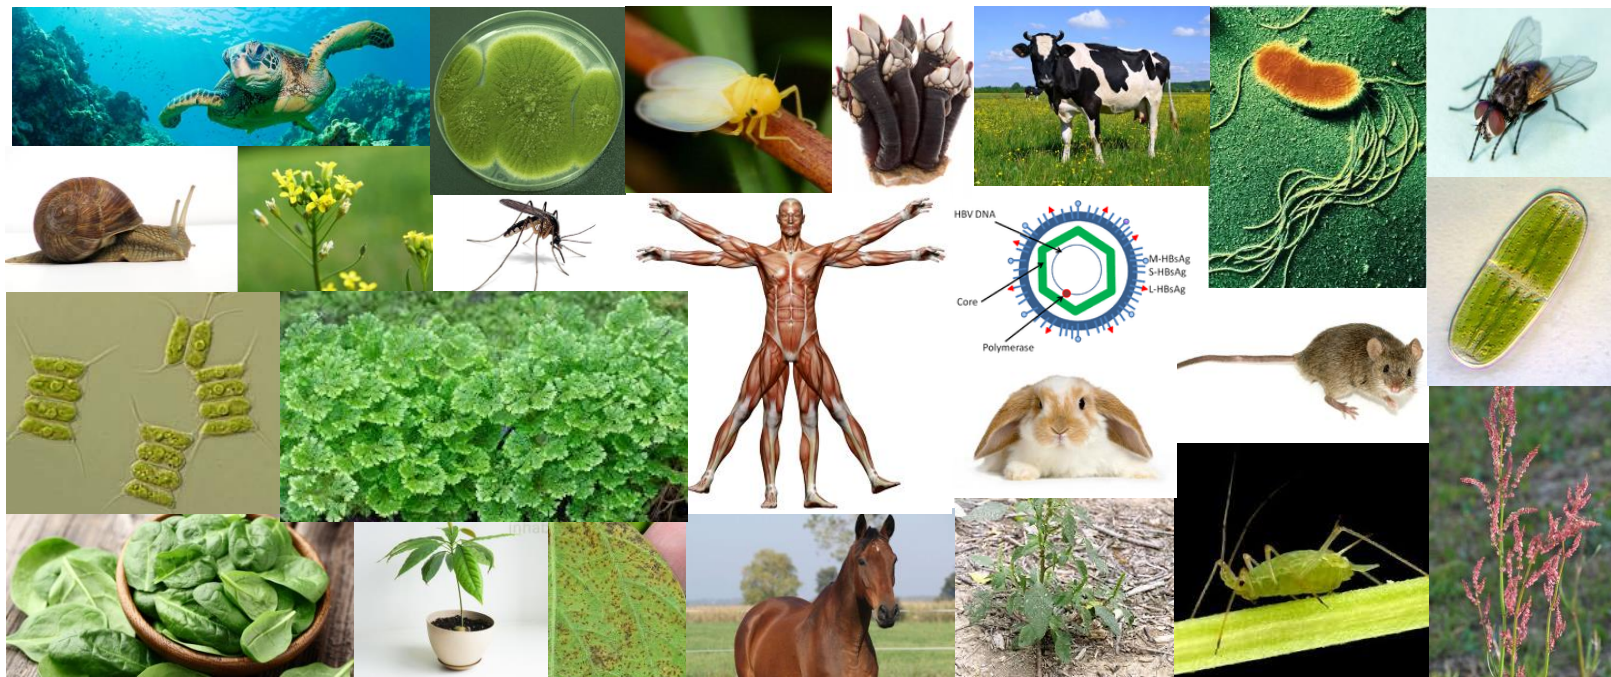 HBV DNA
M-HBsAg
S-HBsAg
L-HBsAg
Core
Polymerase